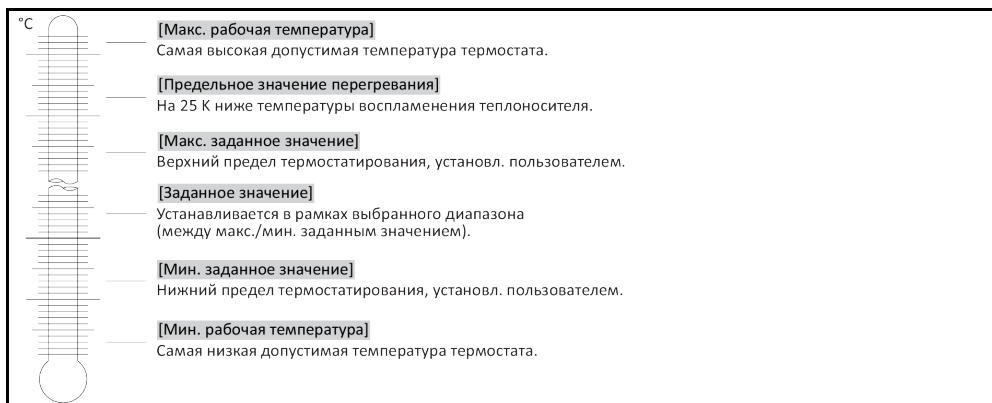 °C
[Макс. рабочая температура]
Самая высокая допустимая температура термостата.
[Предельное значение перегревания]
На 25 K ниже температуры воспламенения теплоносителя.
[Макс. заданное значение]
Верхний предел термостатирования, установл. пользователем.
[Заданное значение]
Устанавливается в рамках выбранного диапазона
(между макс./мин. заданным значением).
[Мин. заданное значение]
Нижний предел термостатирования, установл. пользователем.
[Мин. рабочая температура]
Самая низкая допустимая температура термостата.